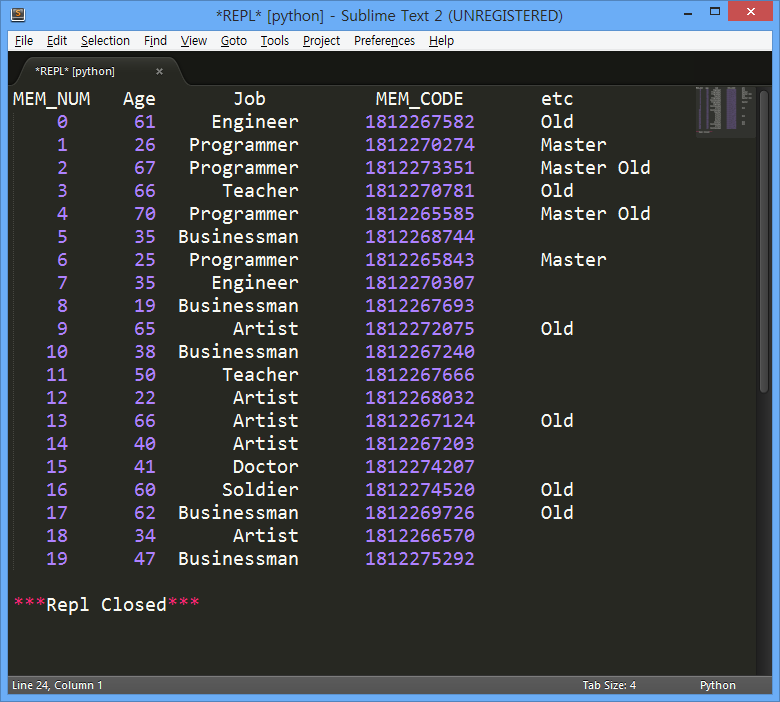 *REPL* [python] - Sublime Text 2 (UNREGISTERED)
File Edit Selection Find View Goto Tools Project Preferences Help
*REPL* [python] ×
MEM_NUM Age Job MEM_CODE etc
0 61 Engineer 1812267582 Old
1 26 Programmer 1812270274 Master
2 67 Programmer 1812273351 Master Old
3 66 Teacher 1812270781 Old
4 70 Programmer 1812265585 Master Old
5 35 Businessman 1812268744
6 25 Programmer 1812265843 Master
7 35 Engineer 1812270307
8 19 Businessman 1812267693
9 65 Artist 1812272075 Old
10 38 Businessman 1812267240
11 50 Teacher 1812267666
12 22 Artist 1812268032
13 66 Artist 1812267124 Old
14 40 Artist 1812267203
15 41 Doctor 1812274207
16 60 Soldier 1812274520 Old
17 62 Businessman 1812269726 Old
18 34 Artist 1812266570
19 47 Businessman 1812275292
***Repl Closed***
Line 24, Column 1 Tab Size: 4 Python